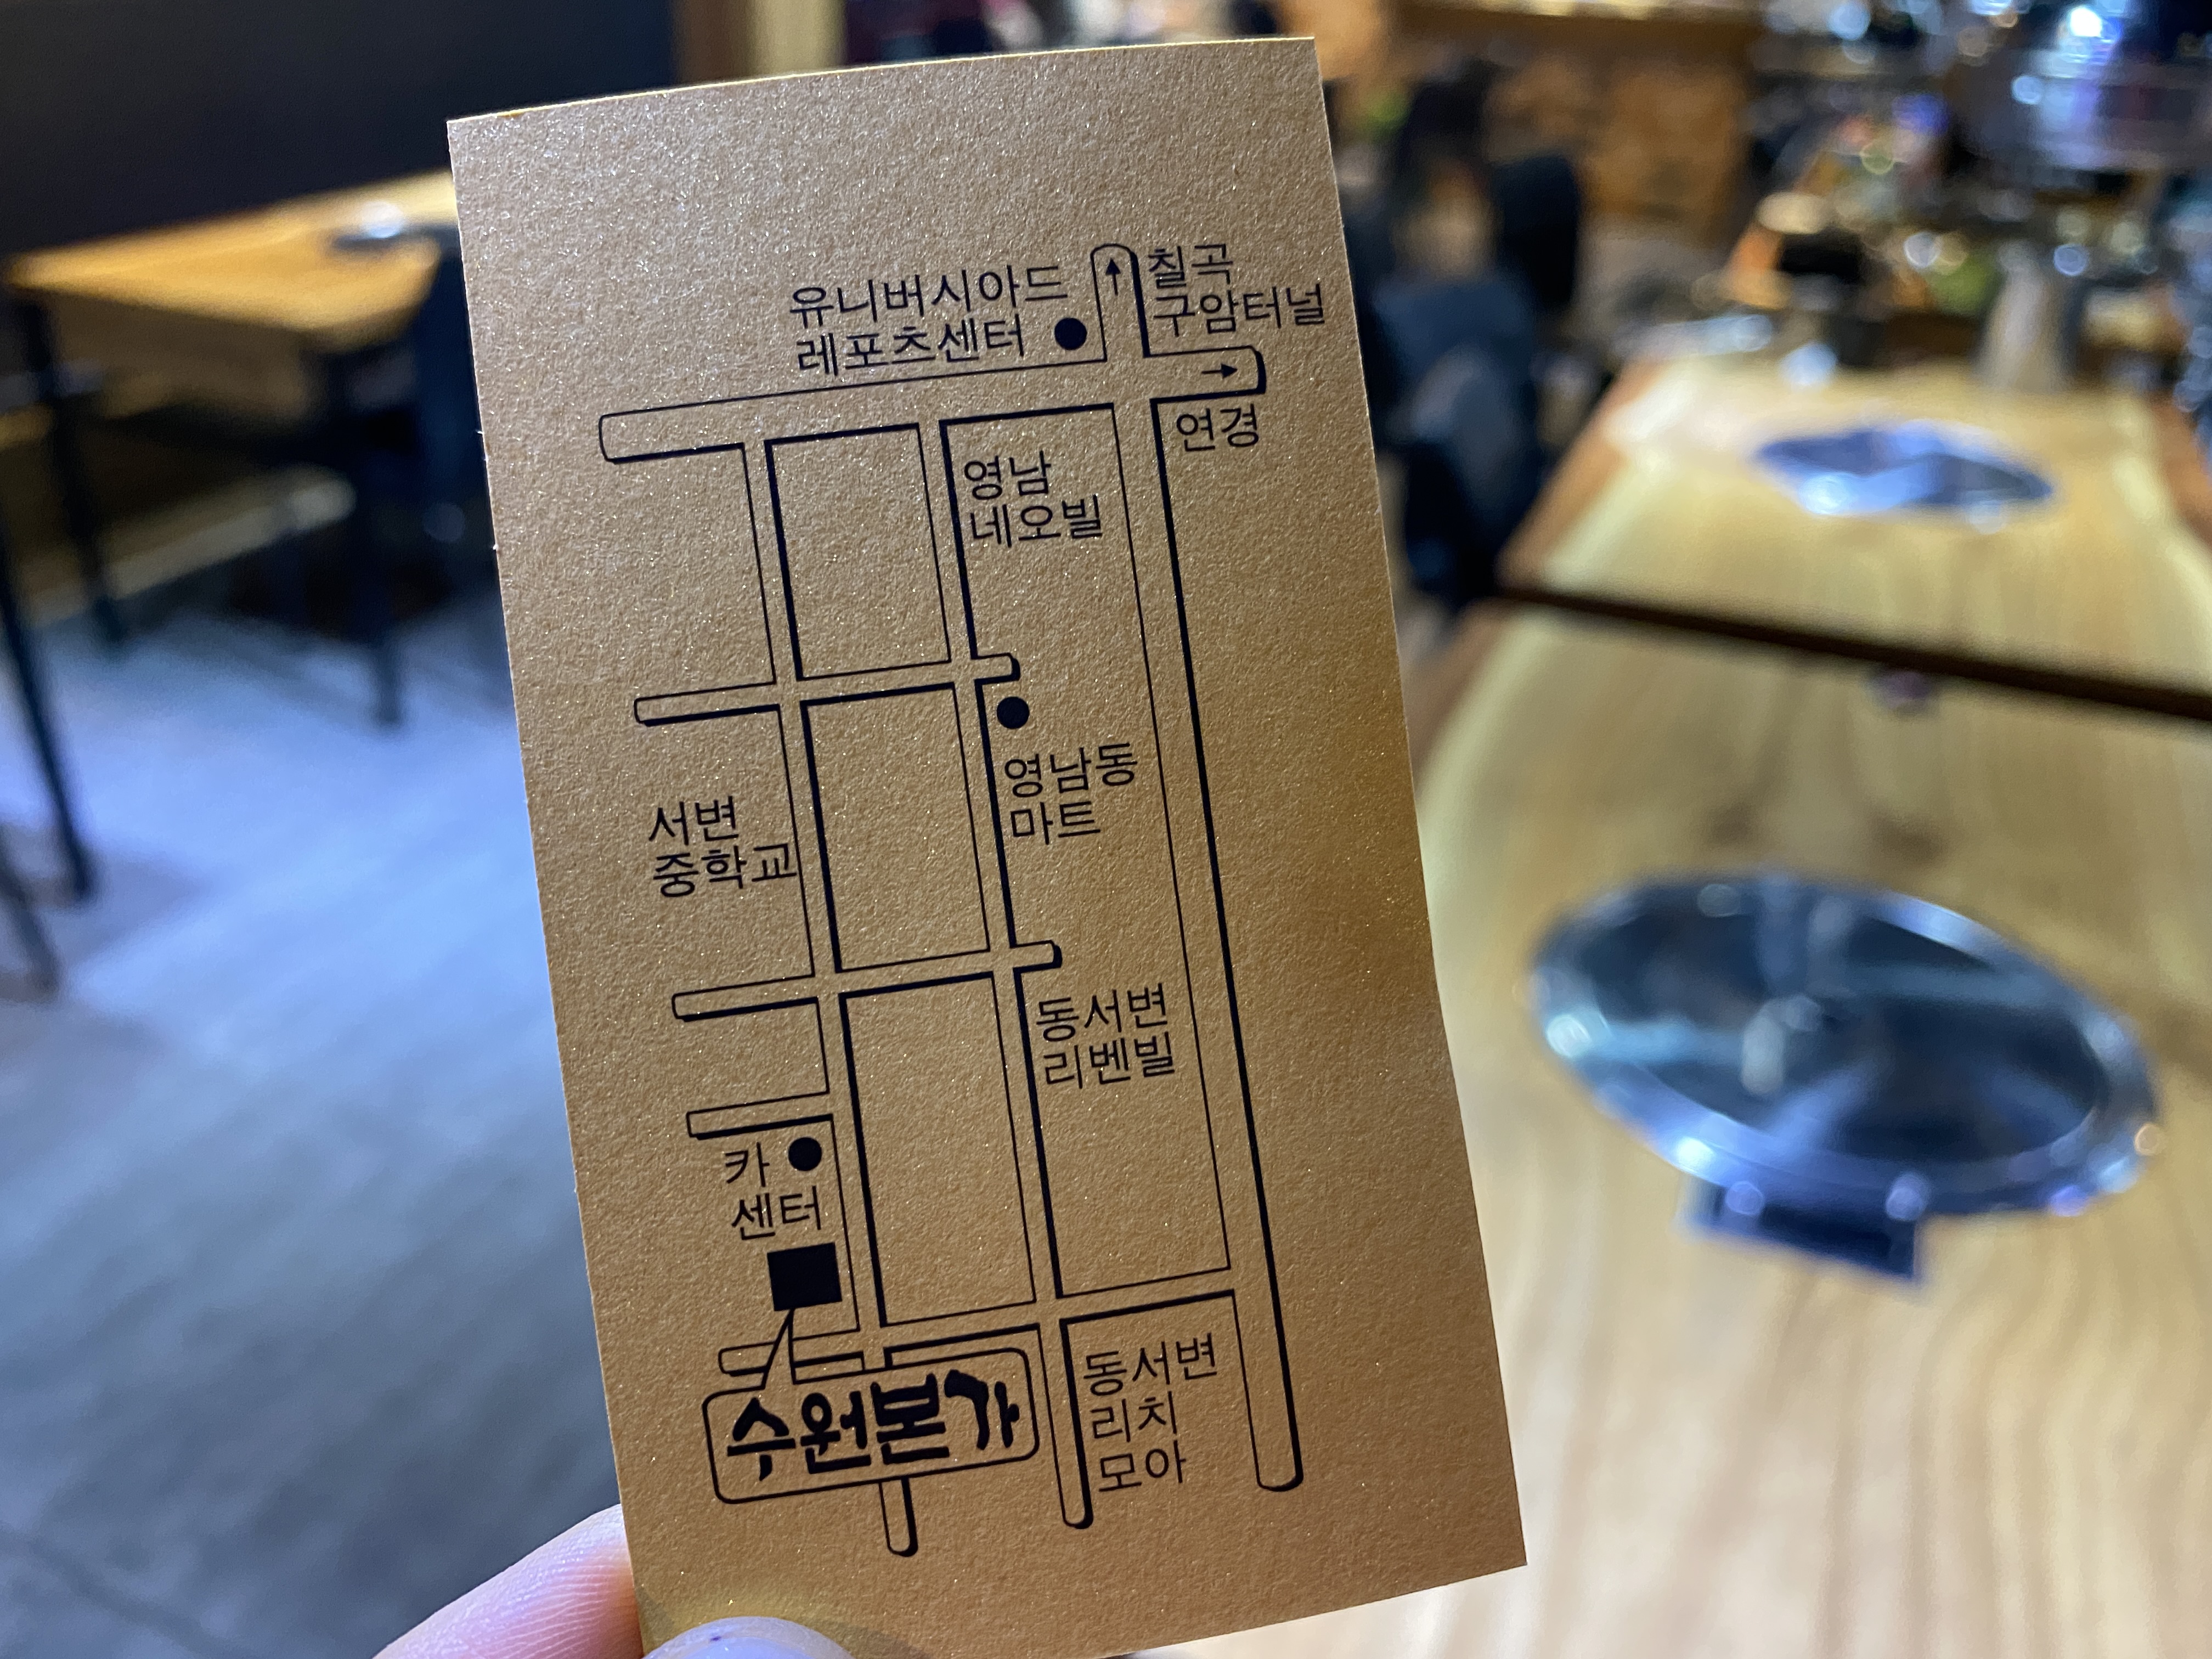 유니버시아드
레포츠센터
칠곡
구암터널
연경
영남
네오빌
영남동
마트
서변
중학교
동서변
리벤빌
카
센터
수원본가
동서변
리치
모아